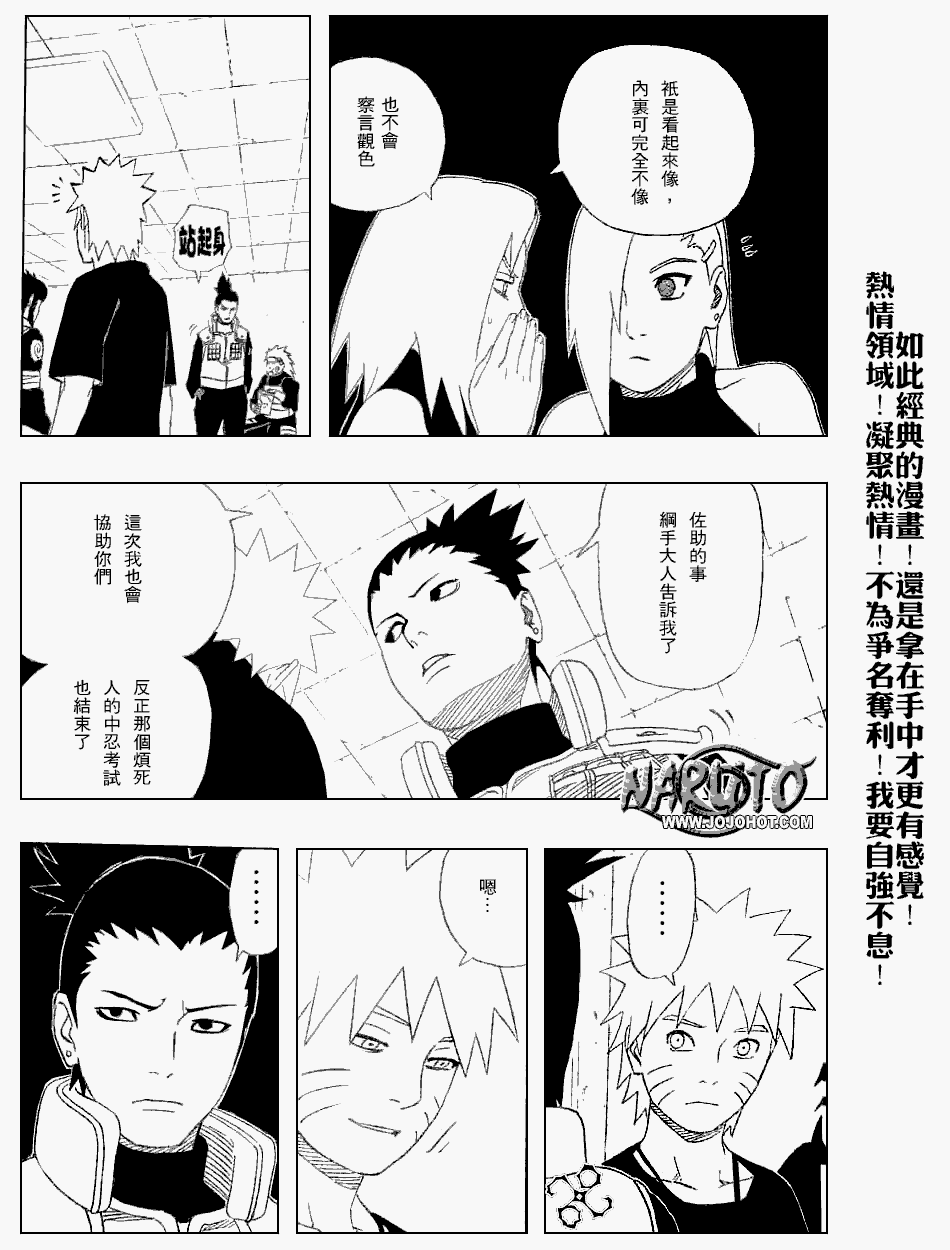 祇是看起來像，
內裏可完全不像
也不會
察言觀色
站起身
佐助的事
綱手大人告訴我了
這次我也會
協助你們
反正那個煩死
人的中忍考試
也結束了
NARUTO
WWW.JOJOHOT.COM
……
嗯…
……
如此經典的漫畫！還是拿在手中才更有感覺！
熱情領域！凝聚熱情！不為爭名奪利！我要自強不息！